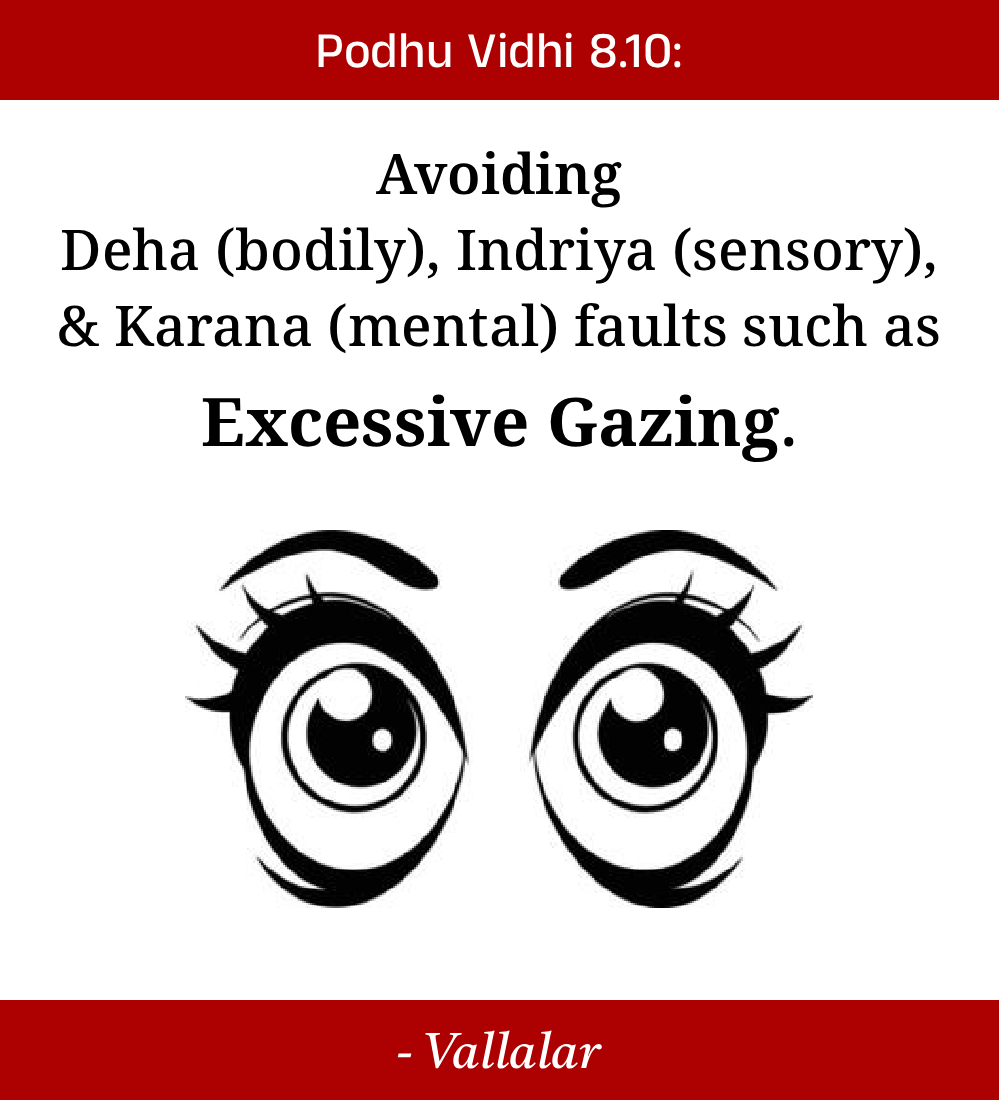 Podhu Vidhi 8.10:
Avoiding
Deha (bodily), Indriya (sensory),
& Karana (mental) faults such as
Excessive Gazing.
- Vallalar